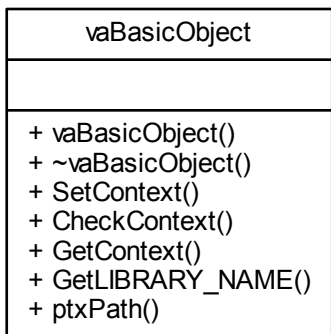 vaBasicObject
+ vaBasicObject()
+ ~vaBasicObject()
+ SetContext()
+ CheckContext()
+ GetContext()
+ GetLIBRARY_NAME()
+ ptxPath()